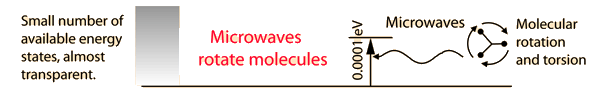 Small number of
available energy
states, almost
transparent.
Microwaves
rotate molecules
0.0001 eV
Microwaves
Molecular
rotation
and torsion